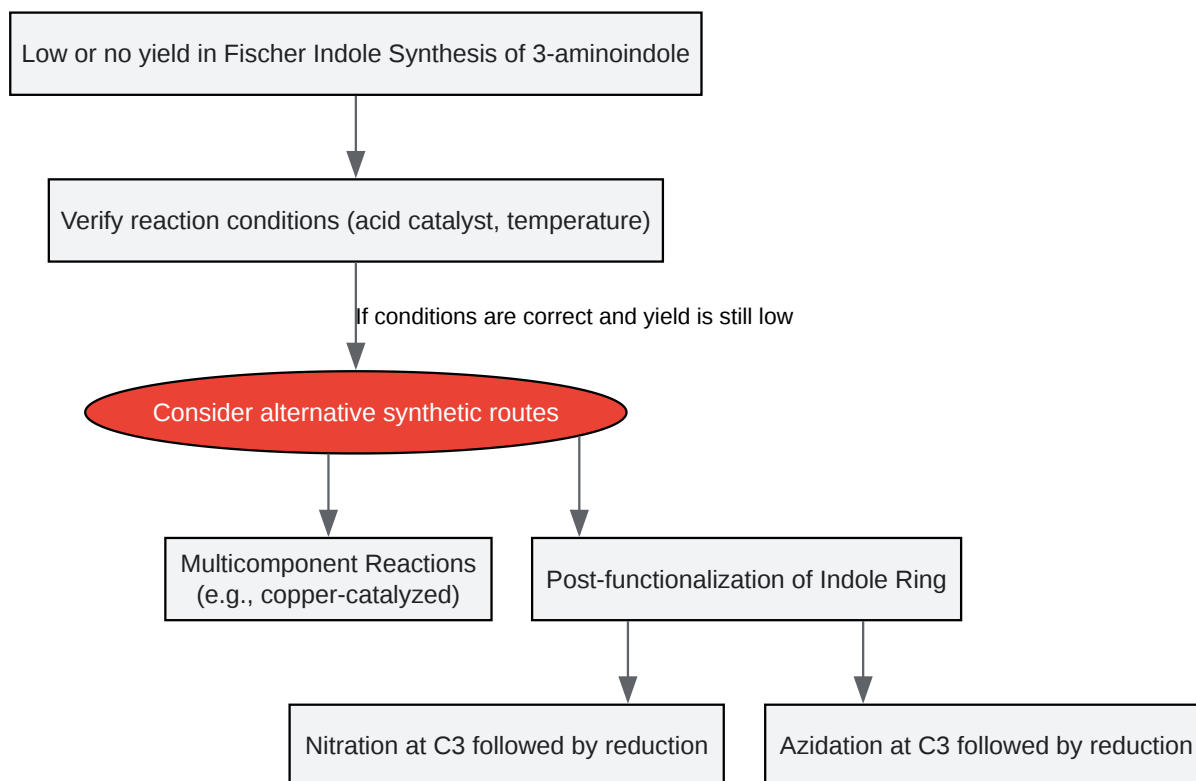 Low or no yield in Fischer Indole Synthesis of 3-aminoindole
Verify reaction conditions (acid catalyst, temperature)
If conditions are correct and yield is still low
Consider alternative synthetic routes
Multicomponent Reactions
(e.g., copper-catalyzed)
Post-functionalization of Indole Ring
Nitration at C3 followed by reduction
Azidation at C3 followed by reduction